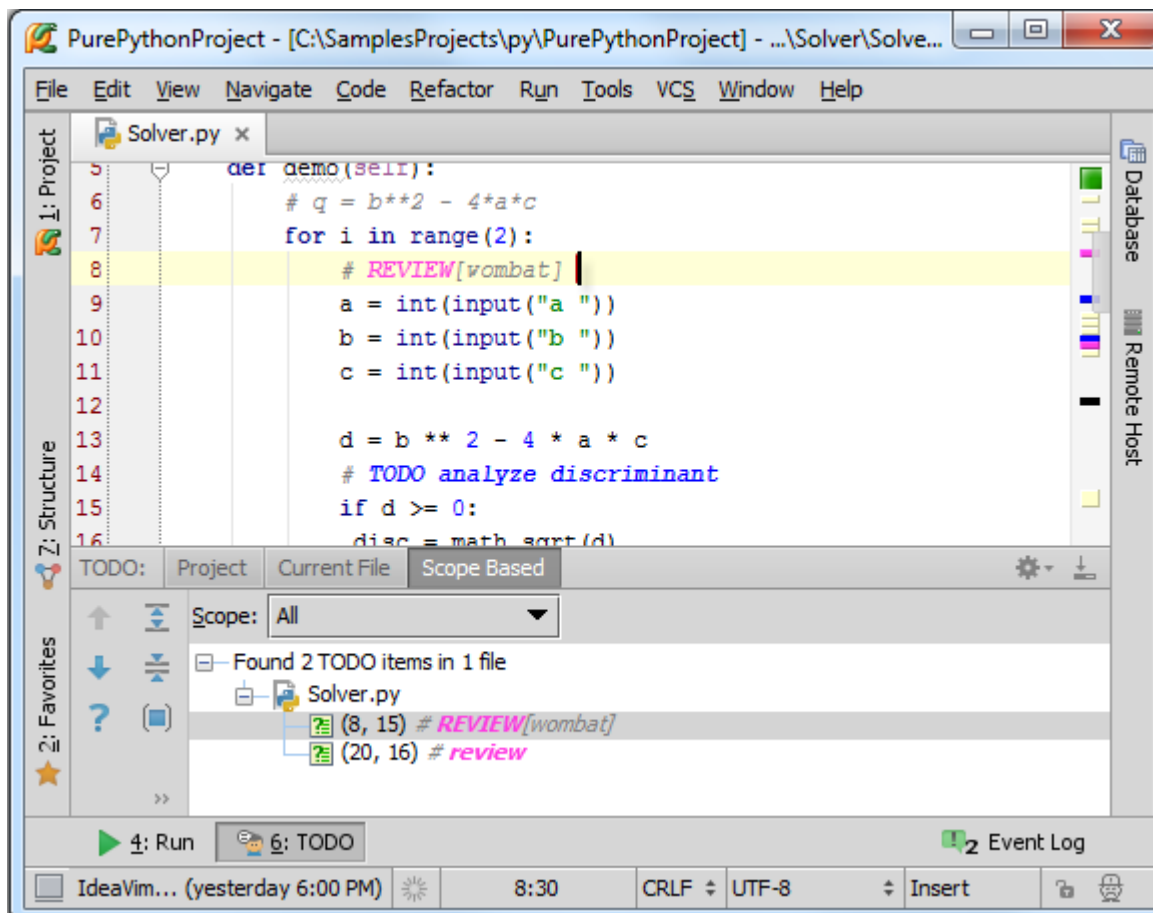 PurePythonProject - [C:\SamplesProjects\py\PurePythonProject] - ...\Solver\Solve...
File Edit View Navigate Code Refactor Run Tools VCS Window Help
1: Project
Solver.py
Database
5 def demo(self):
6 # q = b**2 - 4*a*c
7 for i in range(2):
8 # REVIEW[wombat]
9 a = int(input("a "))
10 b = int(input("b "))
11 c = int(input("c "))
12
13 d = b ** 2 - 4 * a * c
14 # TODO analyze discriminant
15 if d >= 0:
16 disc = math.sqrt(d)
Remote Host
7: Structure
TODO: Project Current File Scope Based
Scope: All
2: Favorites
Found 2 TODO items in 1 file
Solver.py
(8, 15) # REVIEW[wombat]
(20, 16) # review
4: Run 6: TODO 2 Event Log
IdeaVim... (yesterday 6:00 PM) 8:30 CRLF UTF-8 Insert